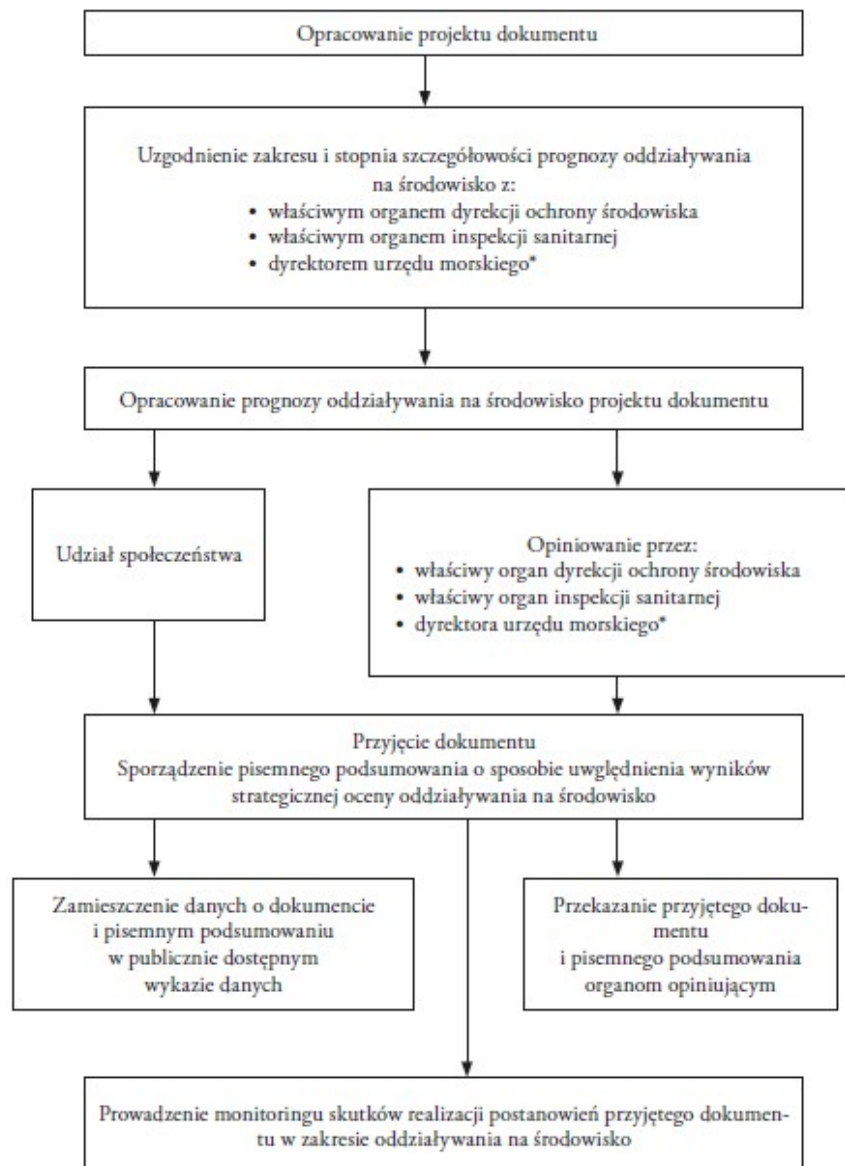 Opracowanie projektu dokumentu
Uzgodnienie zakresu i stopnia szczegółowości prognozy oddziaływania
na środowisko z:
• właściwym organem dyrekcji ochrony środowiska
• właściwym organem inspekcji sanitarnej
• dyrektorem urzędu morskiego*
Opracowanie prognozy oddziaływania na środowisko projektu dokumentu
Udział społeczeństwa
Opiniowanie przez:
• właściwy organ dyrekcji ochrony środowiska
• właściwy organ inspekcji sanitarnej
• dyrektora urzędu morskiego*
Przyjęcie dokumentu
Sporządzenie pisemnego podsumowania o sposobie uwględnienia wyników
strategicznej oceny oddziaływania na środowisko
Zamieszczenie danych o dokumencie
i pisemnym podsumowaniu
w publicznie dostępnym
wykazie danych
Przekazanie przyjętego doku-
mentu
i pisemnego podsumowania
organom opiniującym
Prowadzenie monitoringu skutków realizacji postanowień przyjętego dokumen-
tu w zakresie oddziaływania na środowisko